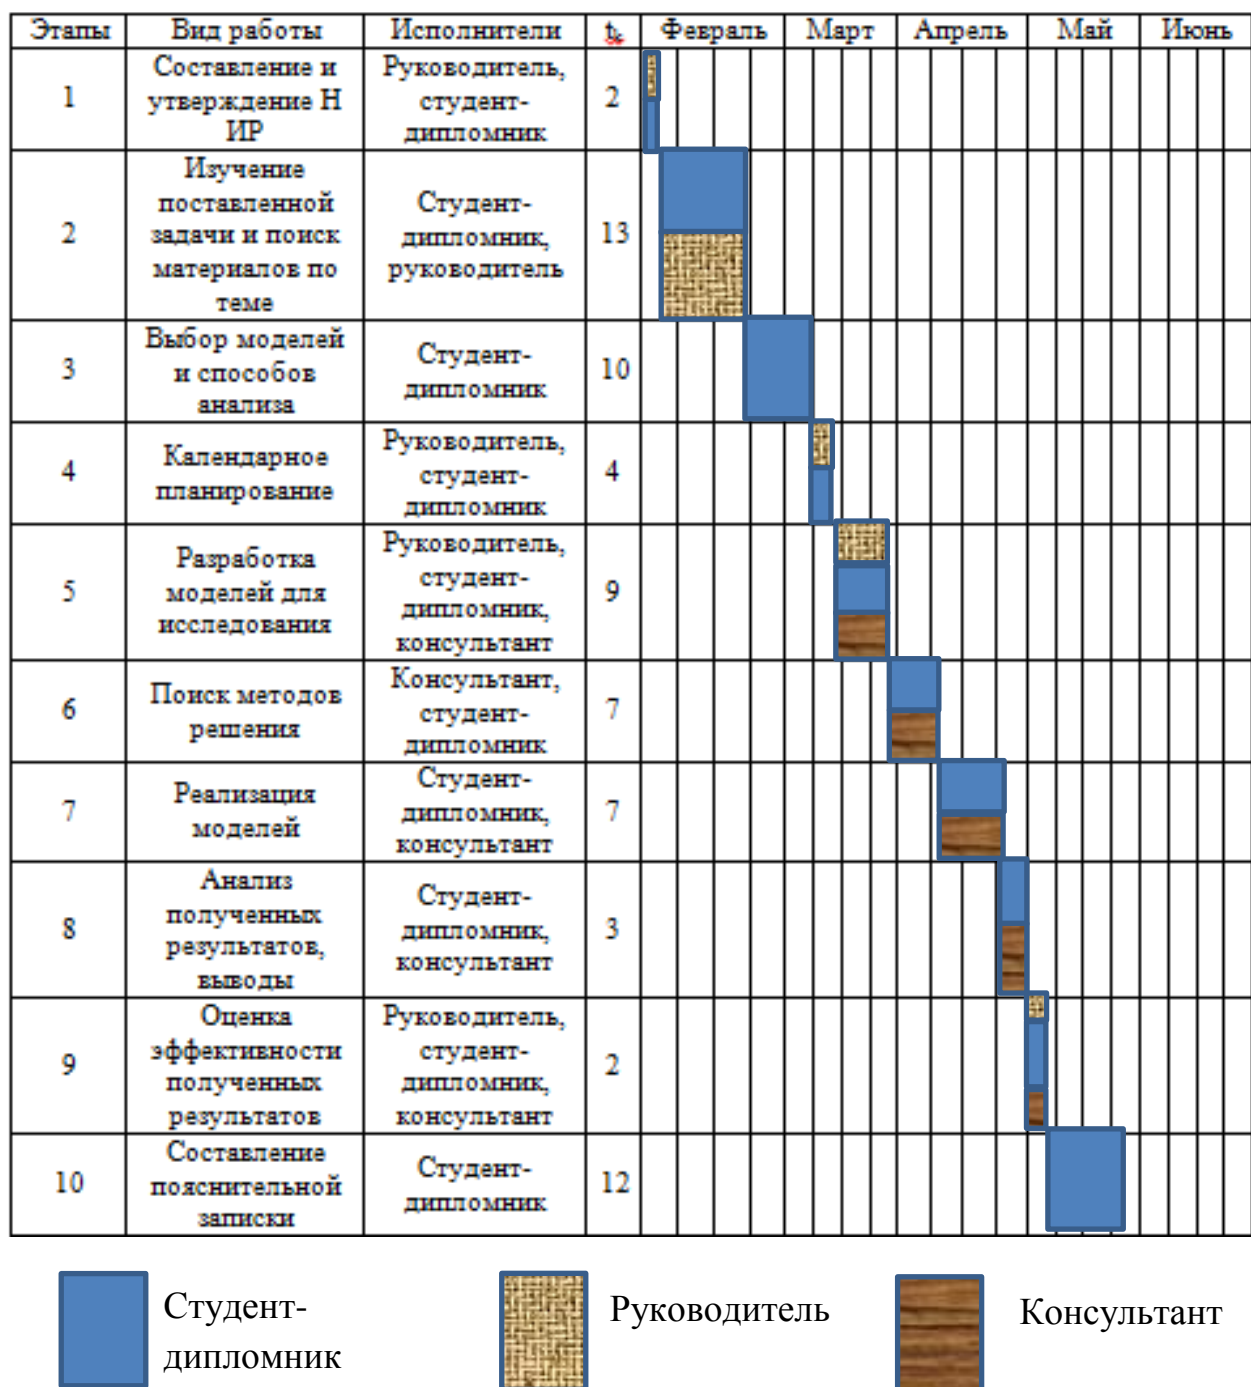 Этапы Вид работы Исполнители tk Февраль Март Апрель Май Июнь
1 Составление и утверждение Н ИР Руководитель, студент-дипломник 2
2 Изучение поставленной задачи и поиск материалов по теме Студент-дипломник, руководитель 13
3 Выбор моделей и способов анализа Студент-дипломник 10
4 Календарное планирование Руководитель, студент-дипломник 4
5 Разработка моделей для исследования Руководитель, студент-дипломник, консультант 9
6 Поиск методов решения Консультант, студент-дипломник 7
7 Реализация моделей Студент-дипломник, консультант 7
8 Анализ полученных результатов, выводы Студент-дипломник, консультант 3
9 Оценка эффективности полученных результатов Руководитель, студент-дипломник, консультант 2
10 Составление пояснительной записки Студент-дипломник 12
Студент-
дипломник
Руководитель
Консультант